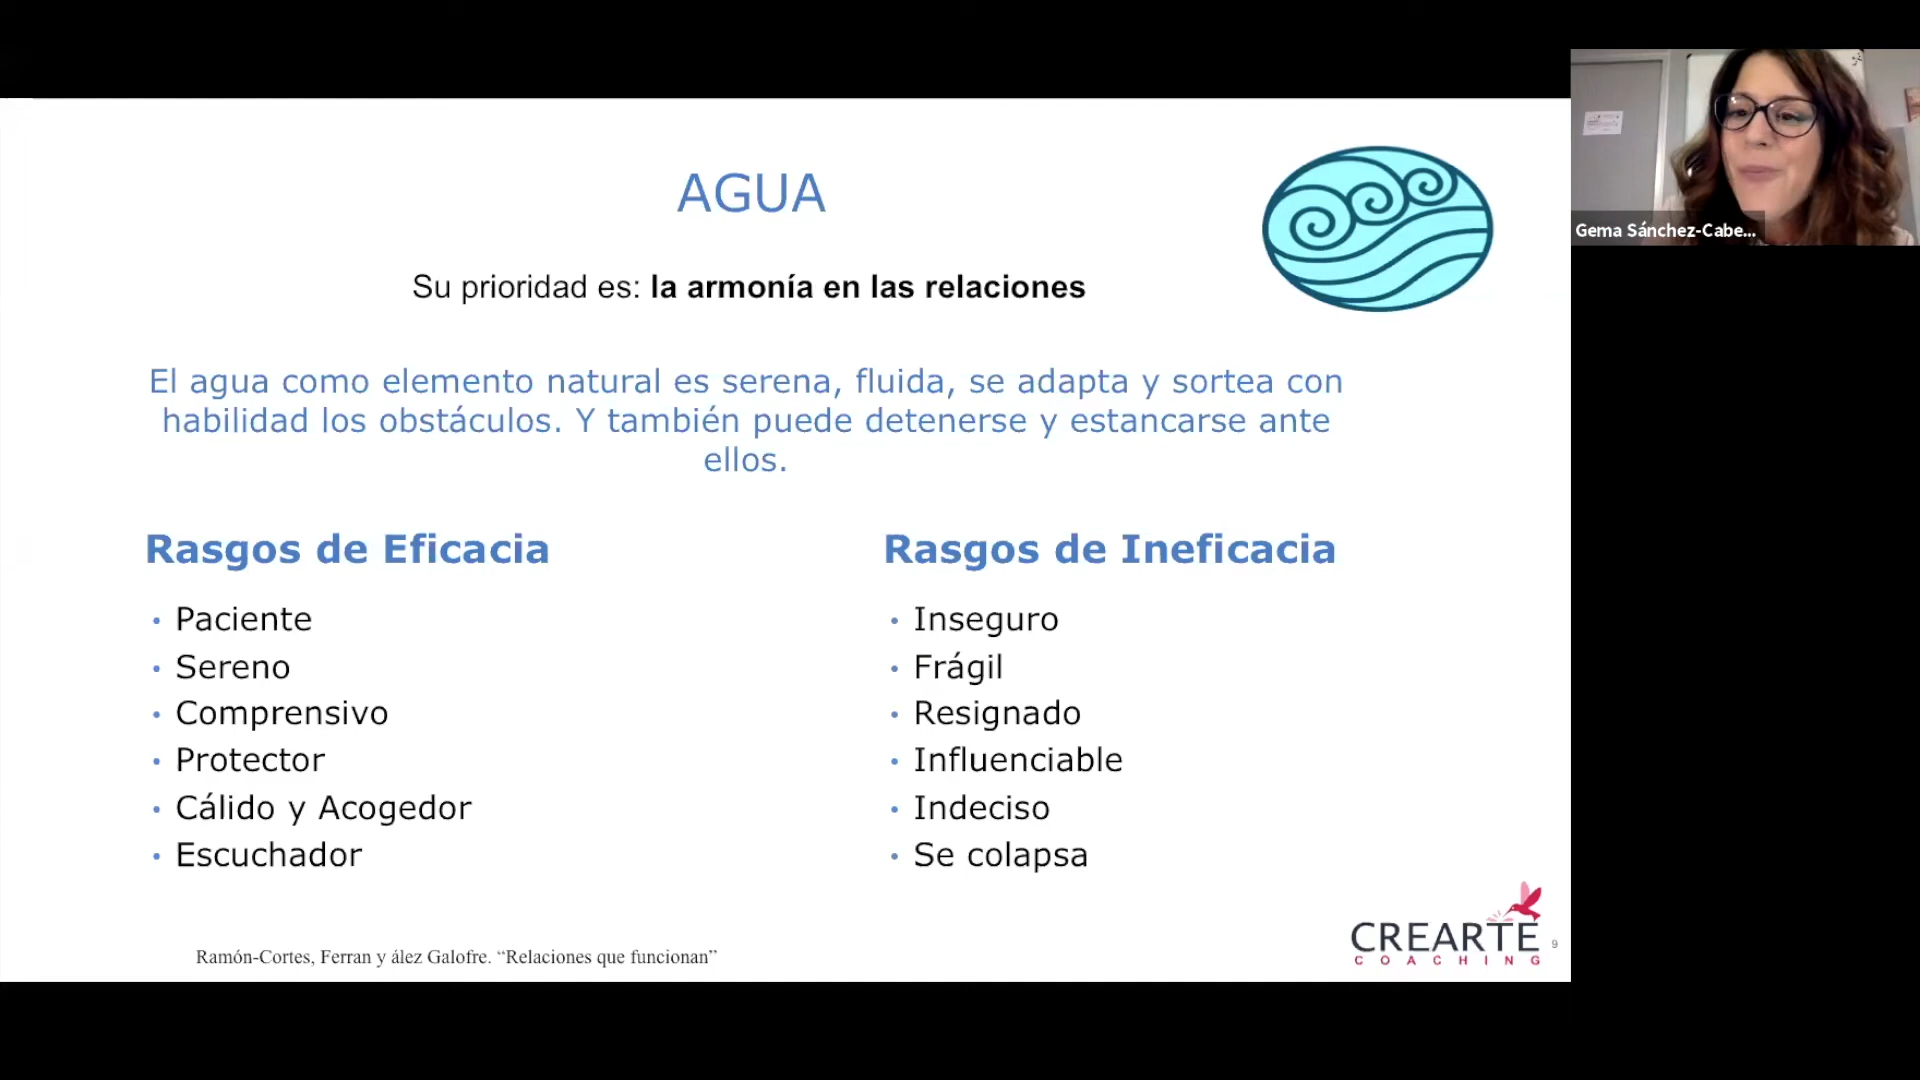 AGUA
Su prioridad es: la armonía en las relaciones
El agua como elemento natural es serena, fluida, se adapta y sortea con
habilidad los obstáculos. Y también puede detenerse y estancarse ante
ellos.
Rasgos de Eficacia
• Paciente
• Sereno
• Comprensivo
• Protector
• Cálido y Acogedor
• Escuchador
Rasgos de Ineficacia
• Inseguro
• Frágil
• Resignado
• Influenciable
• Indeciso
• Se colapsa
Ramón-Cortes, Ferran y ález Galofre. “Relaciones que funcionan”
CREARTE
COACHING
9
Gema Sánchez-Cabe...